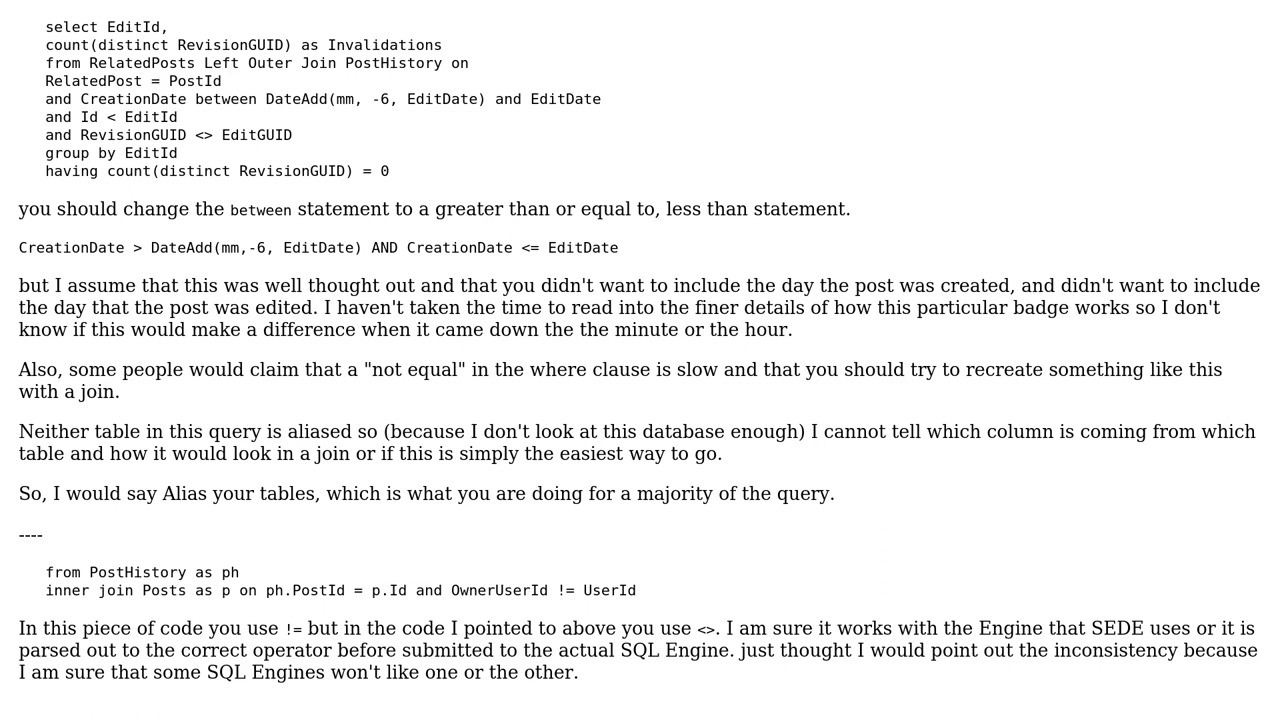 select EditId,
count(distinct RevisionGUID) as Invalidations
from RelatedPosts Left Outer Join PostHistory on
RelatedPost = PostId
and CreationDate between DateAdd(mm, -6, EditDate) and EditDate
and Id < EditId
and RevisionGUID <> EditGUID
group by EditId
having count(distinct RevisionGUID) = 0
you should change the between statement to a greater than or equal to, less than statement.
CreationDate > DateAdd(mm,-6, EditDate) AND CreationDate <= EditDate
but I assume that this was well thought out and that you didn't want to include the day the post was created, and didn't want to include
the day that the post was edited. I haven't taken the time to read into the finer details of how this particular badge works so I don't
know if this would make a difference when it came down the the minute or the hour.
Also, some people would claim that a "not equal" in the where clause is slow and that you should try to recreate something like this
with a join.
Neither table in this query is aliased so (because I don't look at this database enough) I cannot tell which column is coming from which
table and how it would look in a join or if this is simply the easiest way to go.
So, I would say Alias your tables, which is what you are doing for a majority of the query.
----
from PostHistory as ph
inner join Posts as p on ph.PostId = p.Id and OwnerUserId != UserId
In this piece of code you use != but in the code I pointed to above you use <>. I am sure it works with the Engine that SEDE uses or it is
parsed out to the correct operator before submitted to the actual SQL Engine. just thought I would point out the inconsistency because
I am sure that some SQL Engines won't like one or the other.